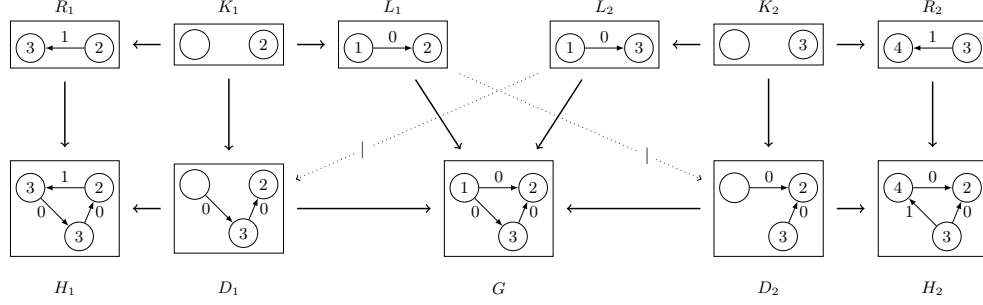 R₁ K₁ L₁ L₂ K₂ R₂
3 1 2 2 1 0 2 1 0 3 3 4 1 3
| |
3 1 2 2 1 0 2 0 2 4 0 2
0 0 0 0 0 0 0 1 0
3 3 3 3 3
H₁ D₁ G D₂ H₂